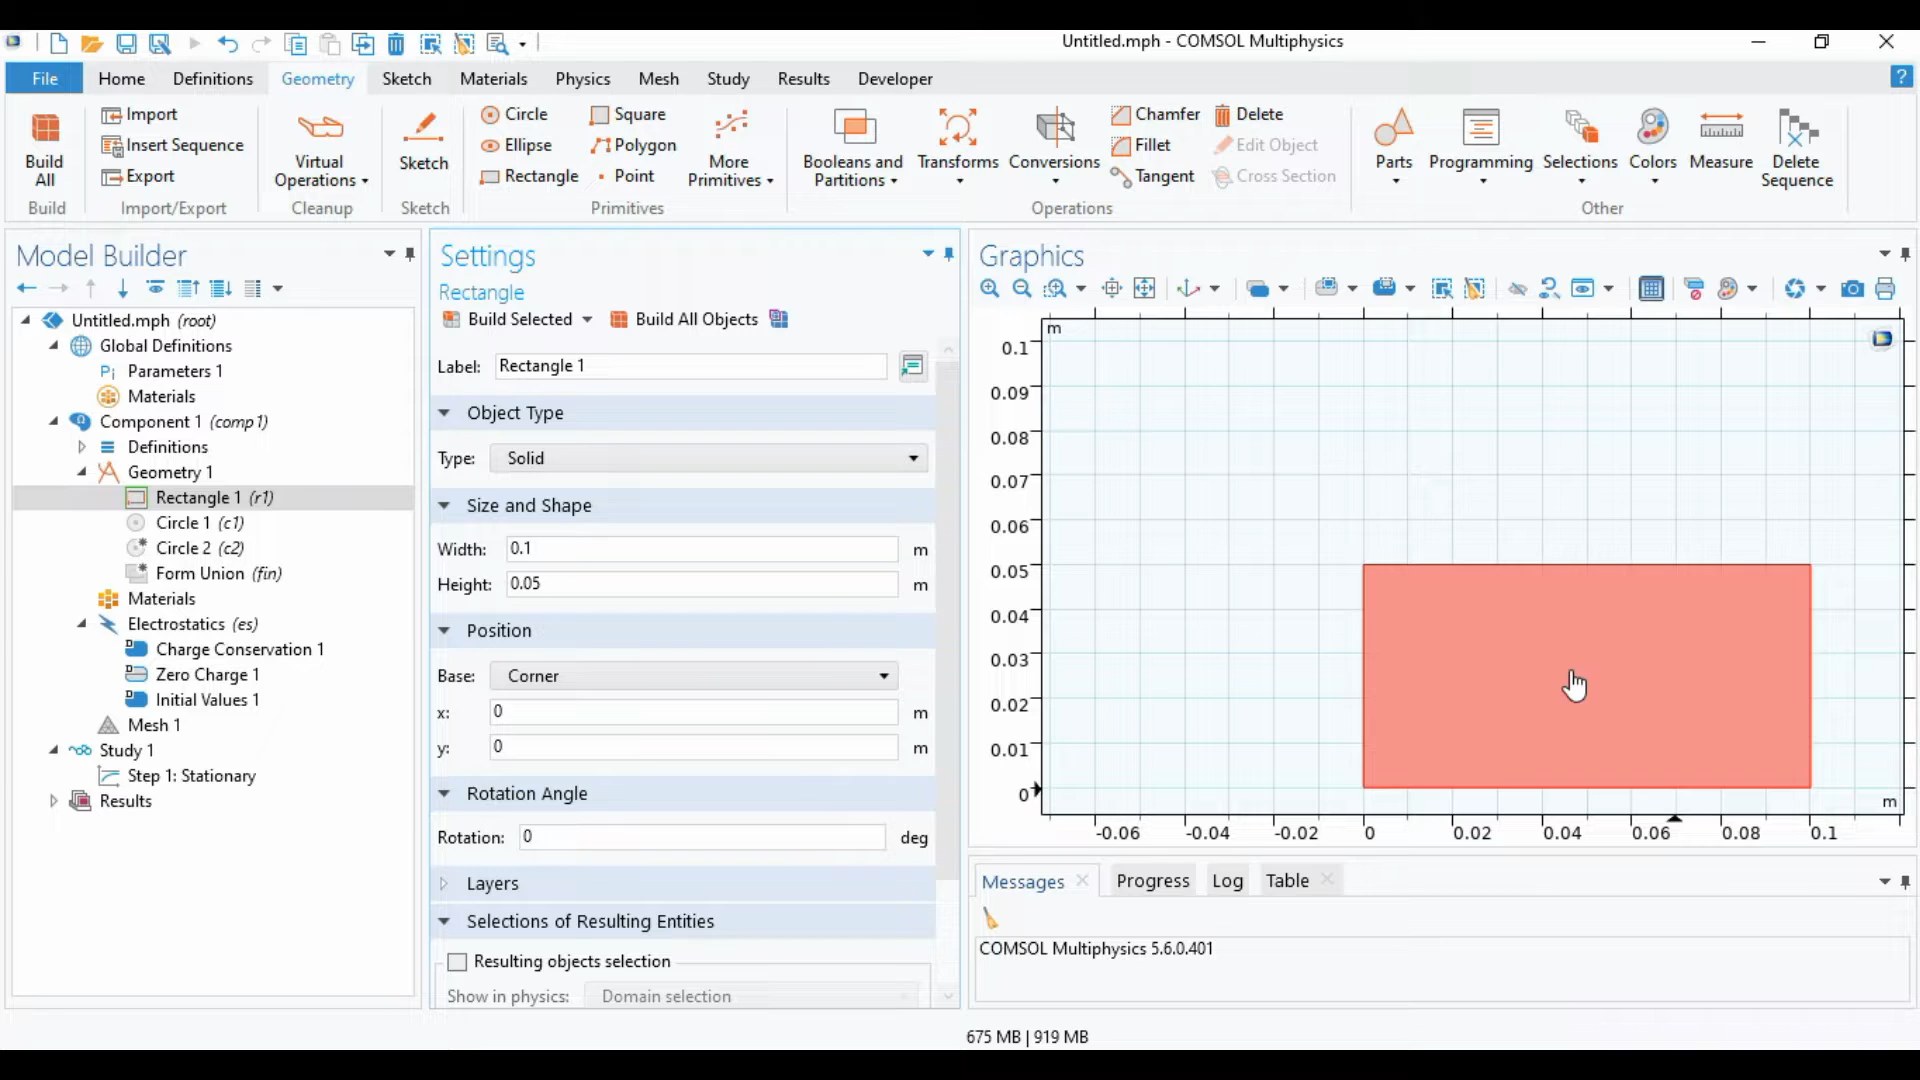 Untitled.mph - COMSOL Multiphysics
File Home Definitions Geometry Sketch Materials Physics Mesh Study Results Developer ?
Build All
Build
Import
Insert Sequence
Export
Import/Export
Virtual Operations
Cleanup
Sketch
Sketch
Circle
Ellipse
Rectangle
Square
Polygon
Point
More Primitives
Primitives
Booleans and Partitions
Transforms
Conversions
Chamfer
Fillet
Tangent
Delete
Edit Object
Cross Section
Operations
Parts
Programming
Selections
Colors
Measure
Delete Sequence
Other
Model Builder
Untitled.mph (root)
Global Definitions
Pi Parameters 1
Materials
Component 1 (comp1)
Definitions
Geometry 1
Rectangle 1 (r1)
Circle 1 (c1)
Circle 2 (c2)
Form Union (fin)
Materials
Electrostatics (es)
D Charge Conservation 1
D Zero Charge 1
D Initial Values 1
Mesh 1
Study 1
Step 1: Stationary
Results
Settings
Rectangle
Build Selected Build All Objects
Label: Rectangle 1
Object Type
Type: Solid
Size and Shape
Width: 0.1 m
Height: 0.05 m
Position
Base: Corner
x: 0 m
y: 0 m
Rotation Angle
Rotation: 0 deg
Layers
Selections of Resulting Entities
Resulting objects selection
Show in physics: Domain selection
Graphics
m
0.1
0.09
0.08
0.07
0.06
0.05
0.04
0.03
0.02
0.01
0
m
-0.06 -0.04 -0.02 0 0.02 0.04 0.06 0.08 0.1
Messages Progress Log Table
COMSOL Multiphysics 5.6.0.401
675 MB | 919 MB